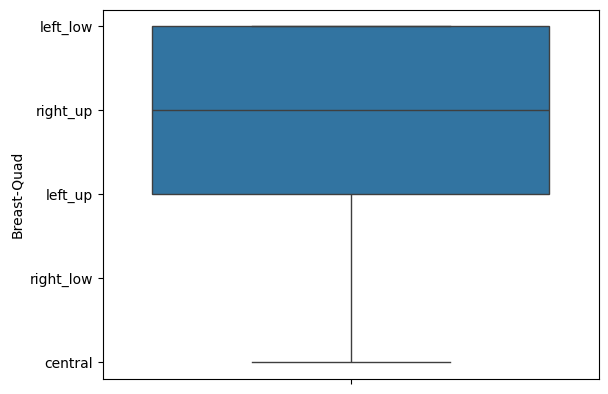 left_low
right_up
left_up
right_low
central
Breast-Quad